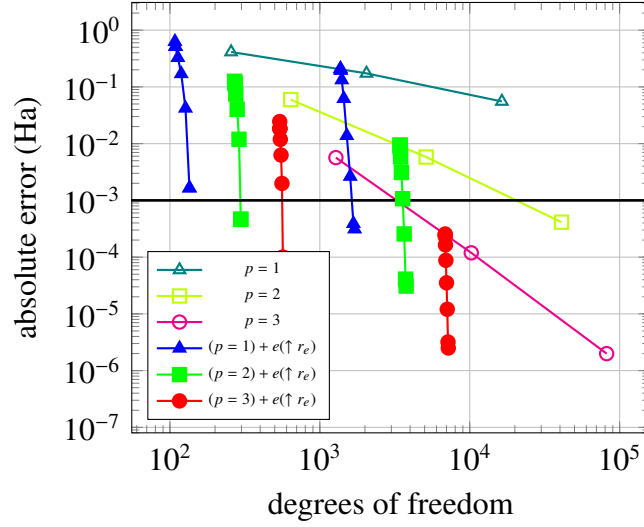 absolute error (Ha)
10^0
10^{-1}
10^{-2}
10^{-3}
10^{-4}
10^{-5}
10^{-6}
10^{-7}
p = 1
p = 2
p = 3
(p = 1) + e(↑ r_e)
(p = 2) + e(↑ r_e)
(p = 3) + e(↑ r_e)
10^2 10^3 10^4 10^5
degrees of freedom